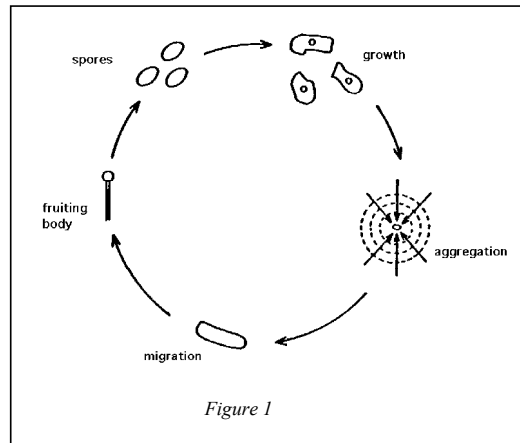 spores
growth
fruiting
body
aggregation
migration
Figure 1